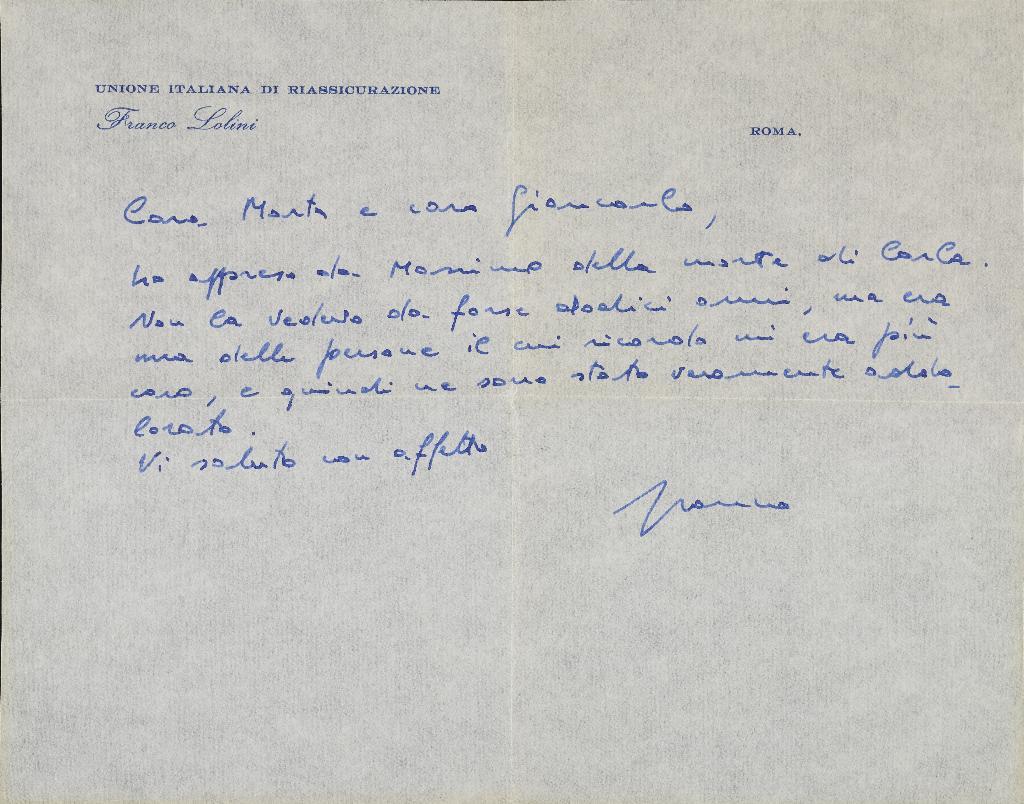 UNIONE ITALIANA DI RIASSICURAZIONE
Franco Lolini
ROMA,
Cara Marta e caro Giancarlo,
ho appreso da Massimo della morte di Carla.
Non la vedevo da forse dodici anni, ma era
una delle persone il cui ricordo mi era più
caro, e quindi ne sono stato veramente addo-
lorato.
Vi saluto con affetto
Franco